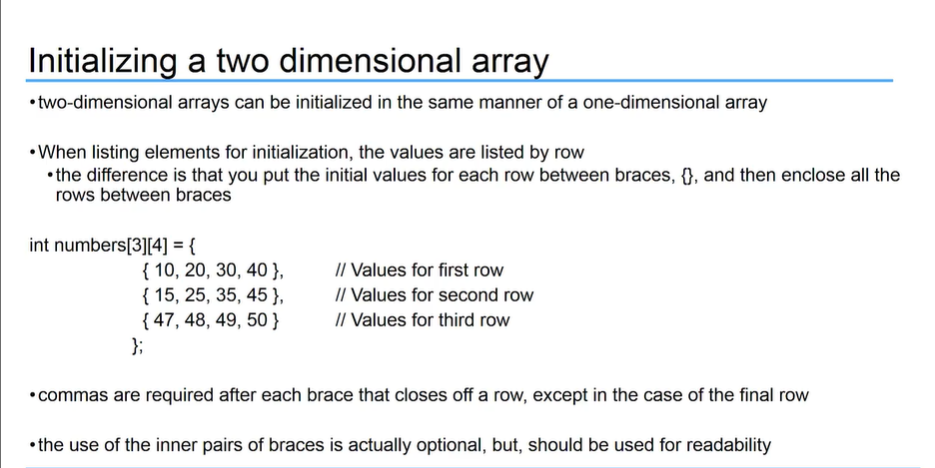 Initializing a two dimensional array
•two-dimensional arrays can be initialized in the same manner of a one-dimensional array
•When listing elements for initialization, the values are listed by row
•the difference is that you put the initial values for each row between braces, {}, and then enclose all the
rows between braces
int numbers[3][4] = {
{ 10, 20, 30, 40 }, // Values for first row
{ 15, 25, 35, 45 }, // Values for second row
{ 47, 48, 49, 50 } // Values for third row
};
•commas are required after each brace that closes off a row, except in the case of the final row
•the use of the inner pairs of braces is actually optional, but, should be used for readability